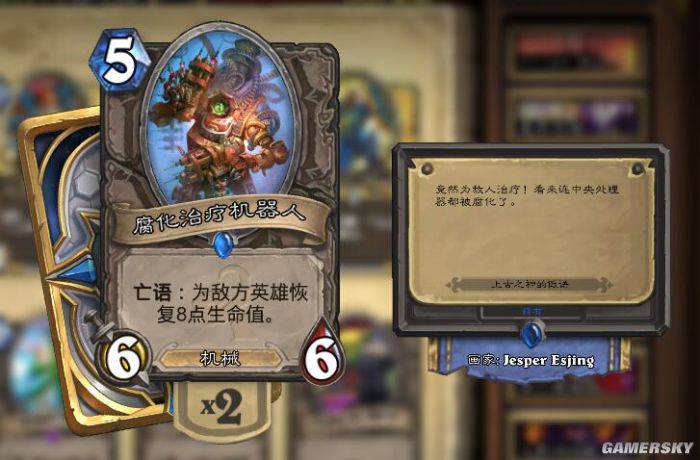 5
腐化治疗机器人
亡语：为敌方英雄恢
复8点生命值。
6
机械
6
x2
竟然为敌人治疗！看来连中央处理
器都被腐化了。
上古之神的低语
稀有
画家: Jesper Esjing
GAMERSKY